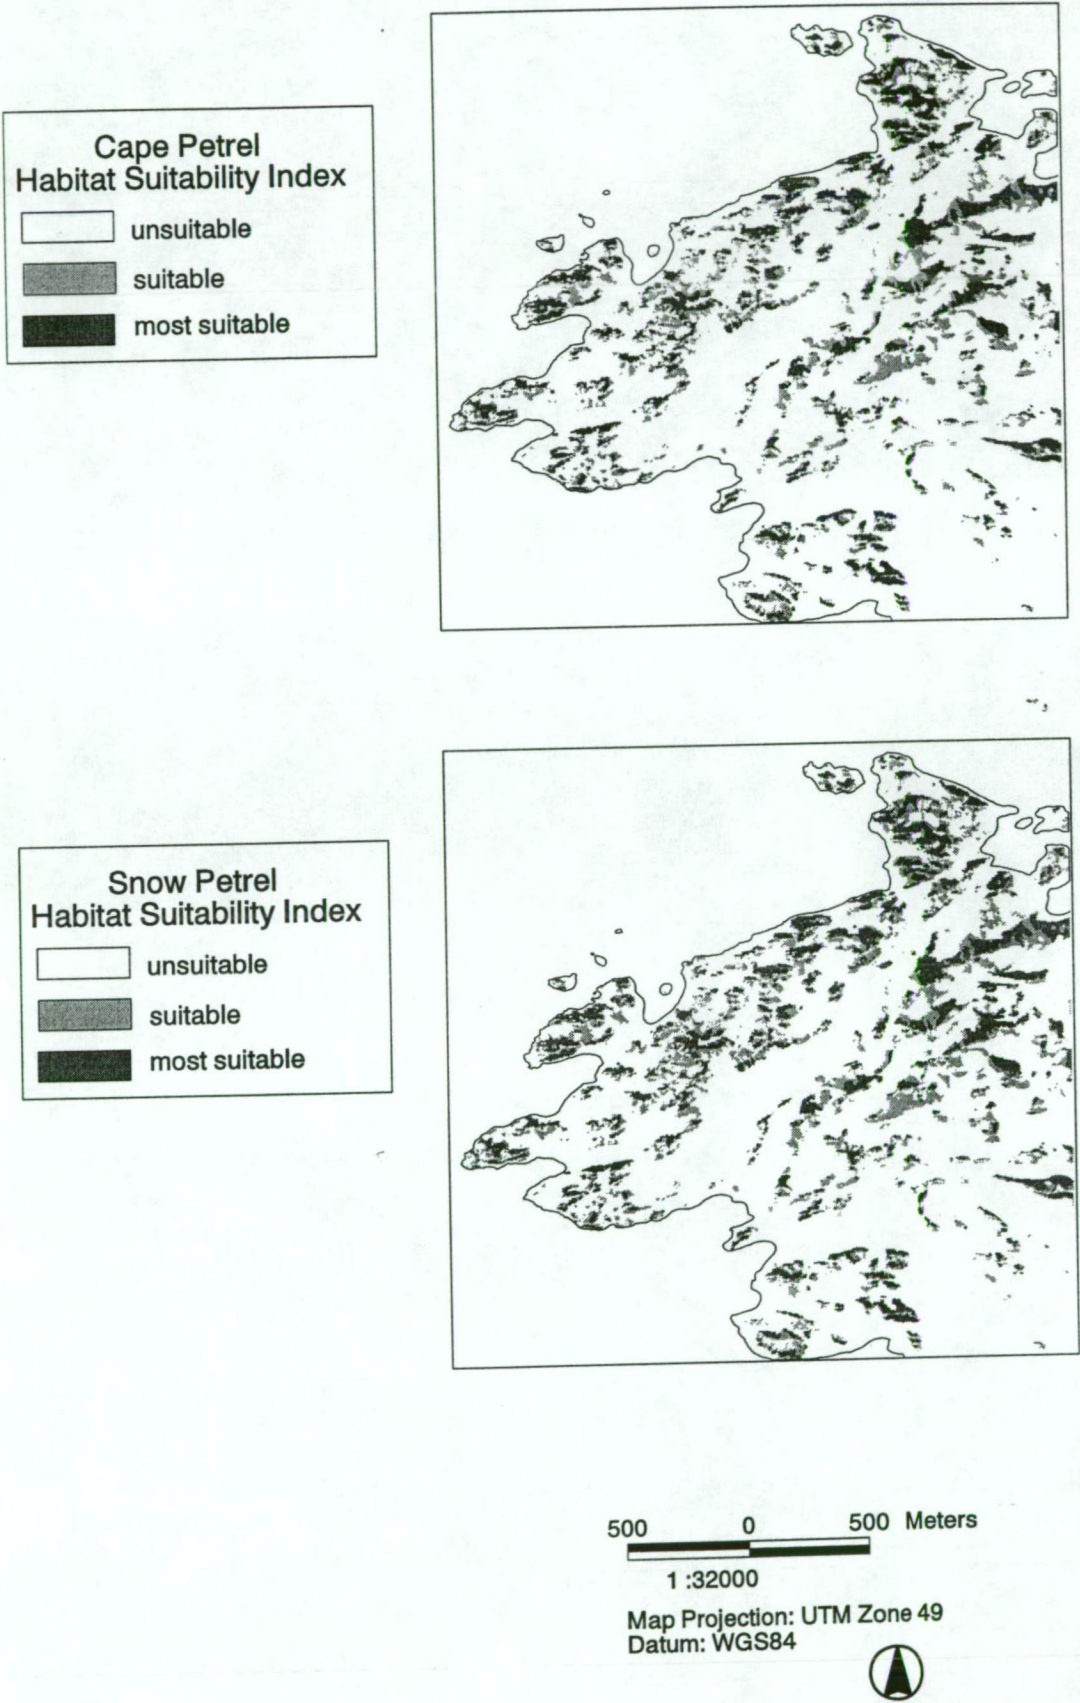 Cape Petrel
Habitat Suitability Index
unsuitable
suitable
most suitable
Snow Petrel
Habitat Suitability Index
unsuitable
suitable
most suitable
500 0 500 Meters
1 :32000
Map Projection: UTM Zone 49
Datum: WGS84